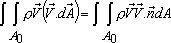 ∫∫_{A_0} ρV⃗(V⃗.dA⃗) = ∫∫_{A_0} ρV⃗V⃗.n⃗dA